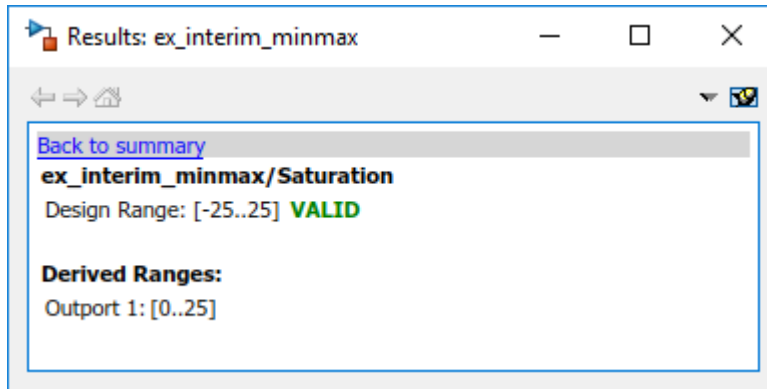 Results: ex_interim_minmax
Back to summary
ex_interim_minmax/Saturation
Design Range: [-25..25] VALID
Derived Ranges:
Outport 1: [0..25]